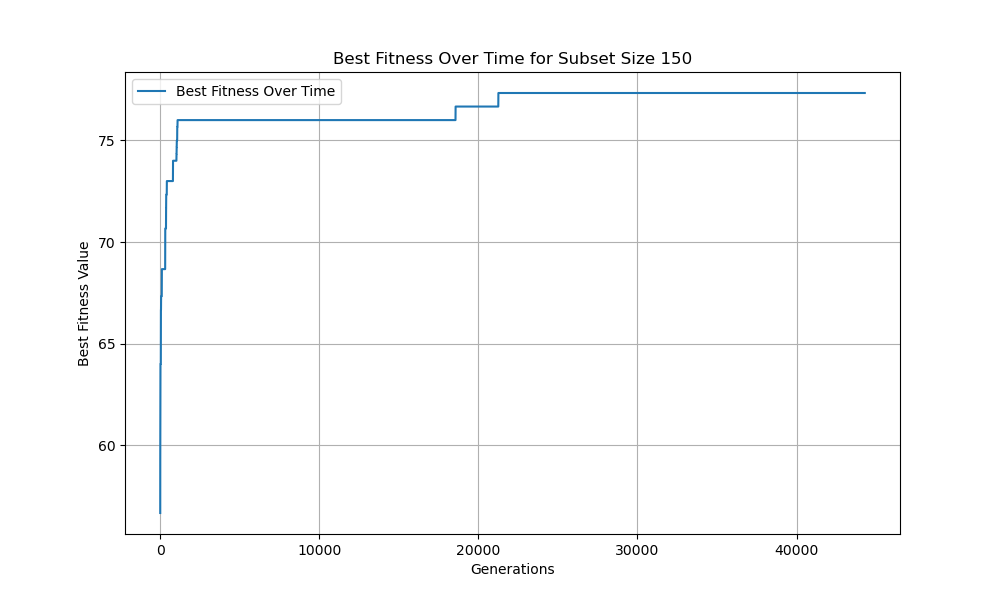 Best Fitness Over Time for Subset Size 150
Best Fitness Over Time
75
70
65
60
Best Fitness Value
0 10000 20000 30000 40000
Generations